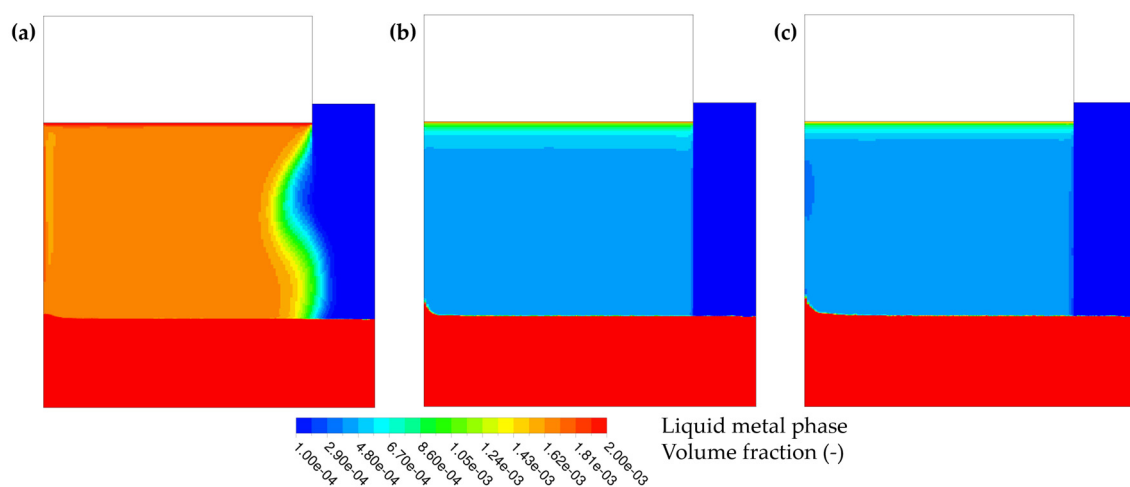 (a) (b) (c)
Liquid metal phase
Volume fraction (-)
1.00e-04 2.90e-04 4.80e-04 6.70e-04 8.60e-04 1.05e-03 1.24e-03 1.43e-03 1.62e-03 1.81e-03 2.00e-03